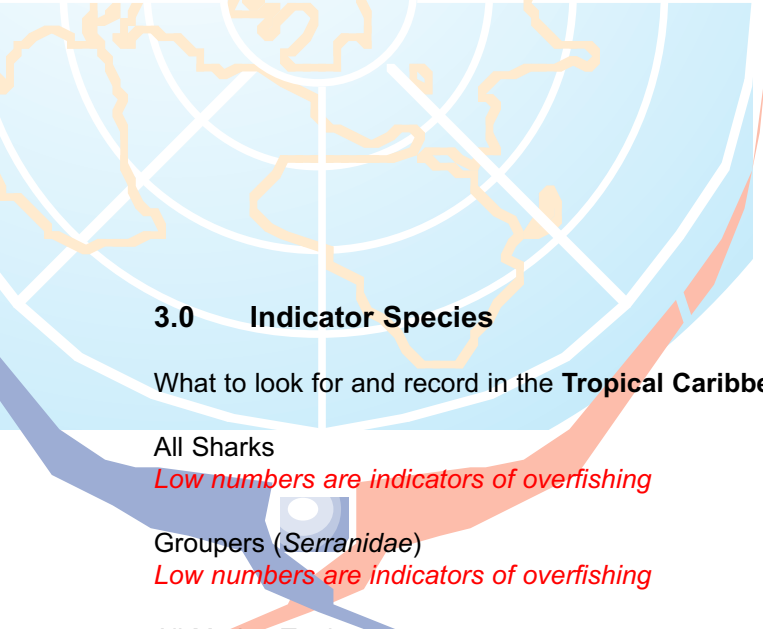 3.0 Indicator Species
What to look for and record in the Tropical
All Sharks
Low numbers are indicators of overfishing
Groupers (Serranidae)
Low numbers are indicators of overfishing